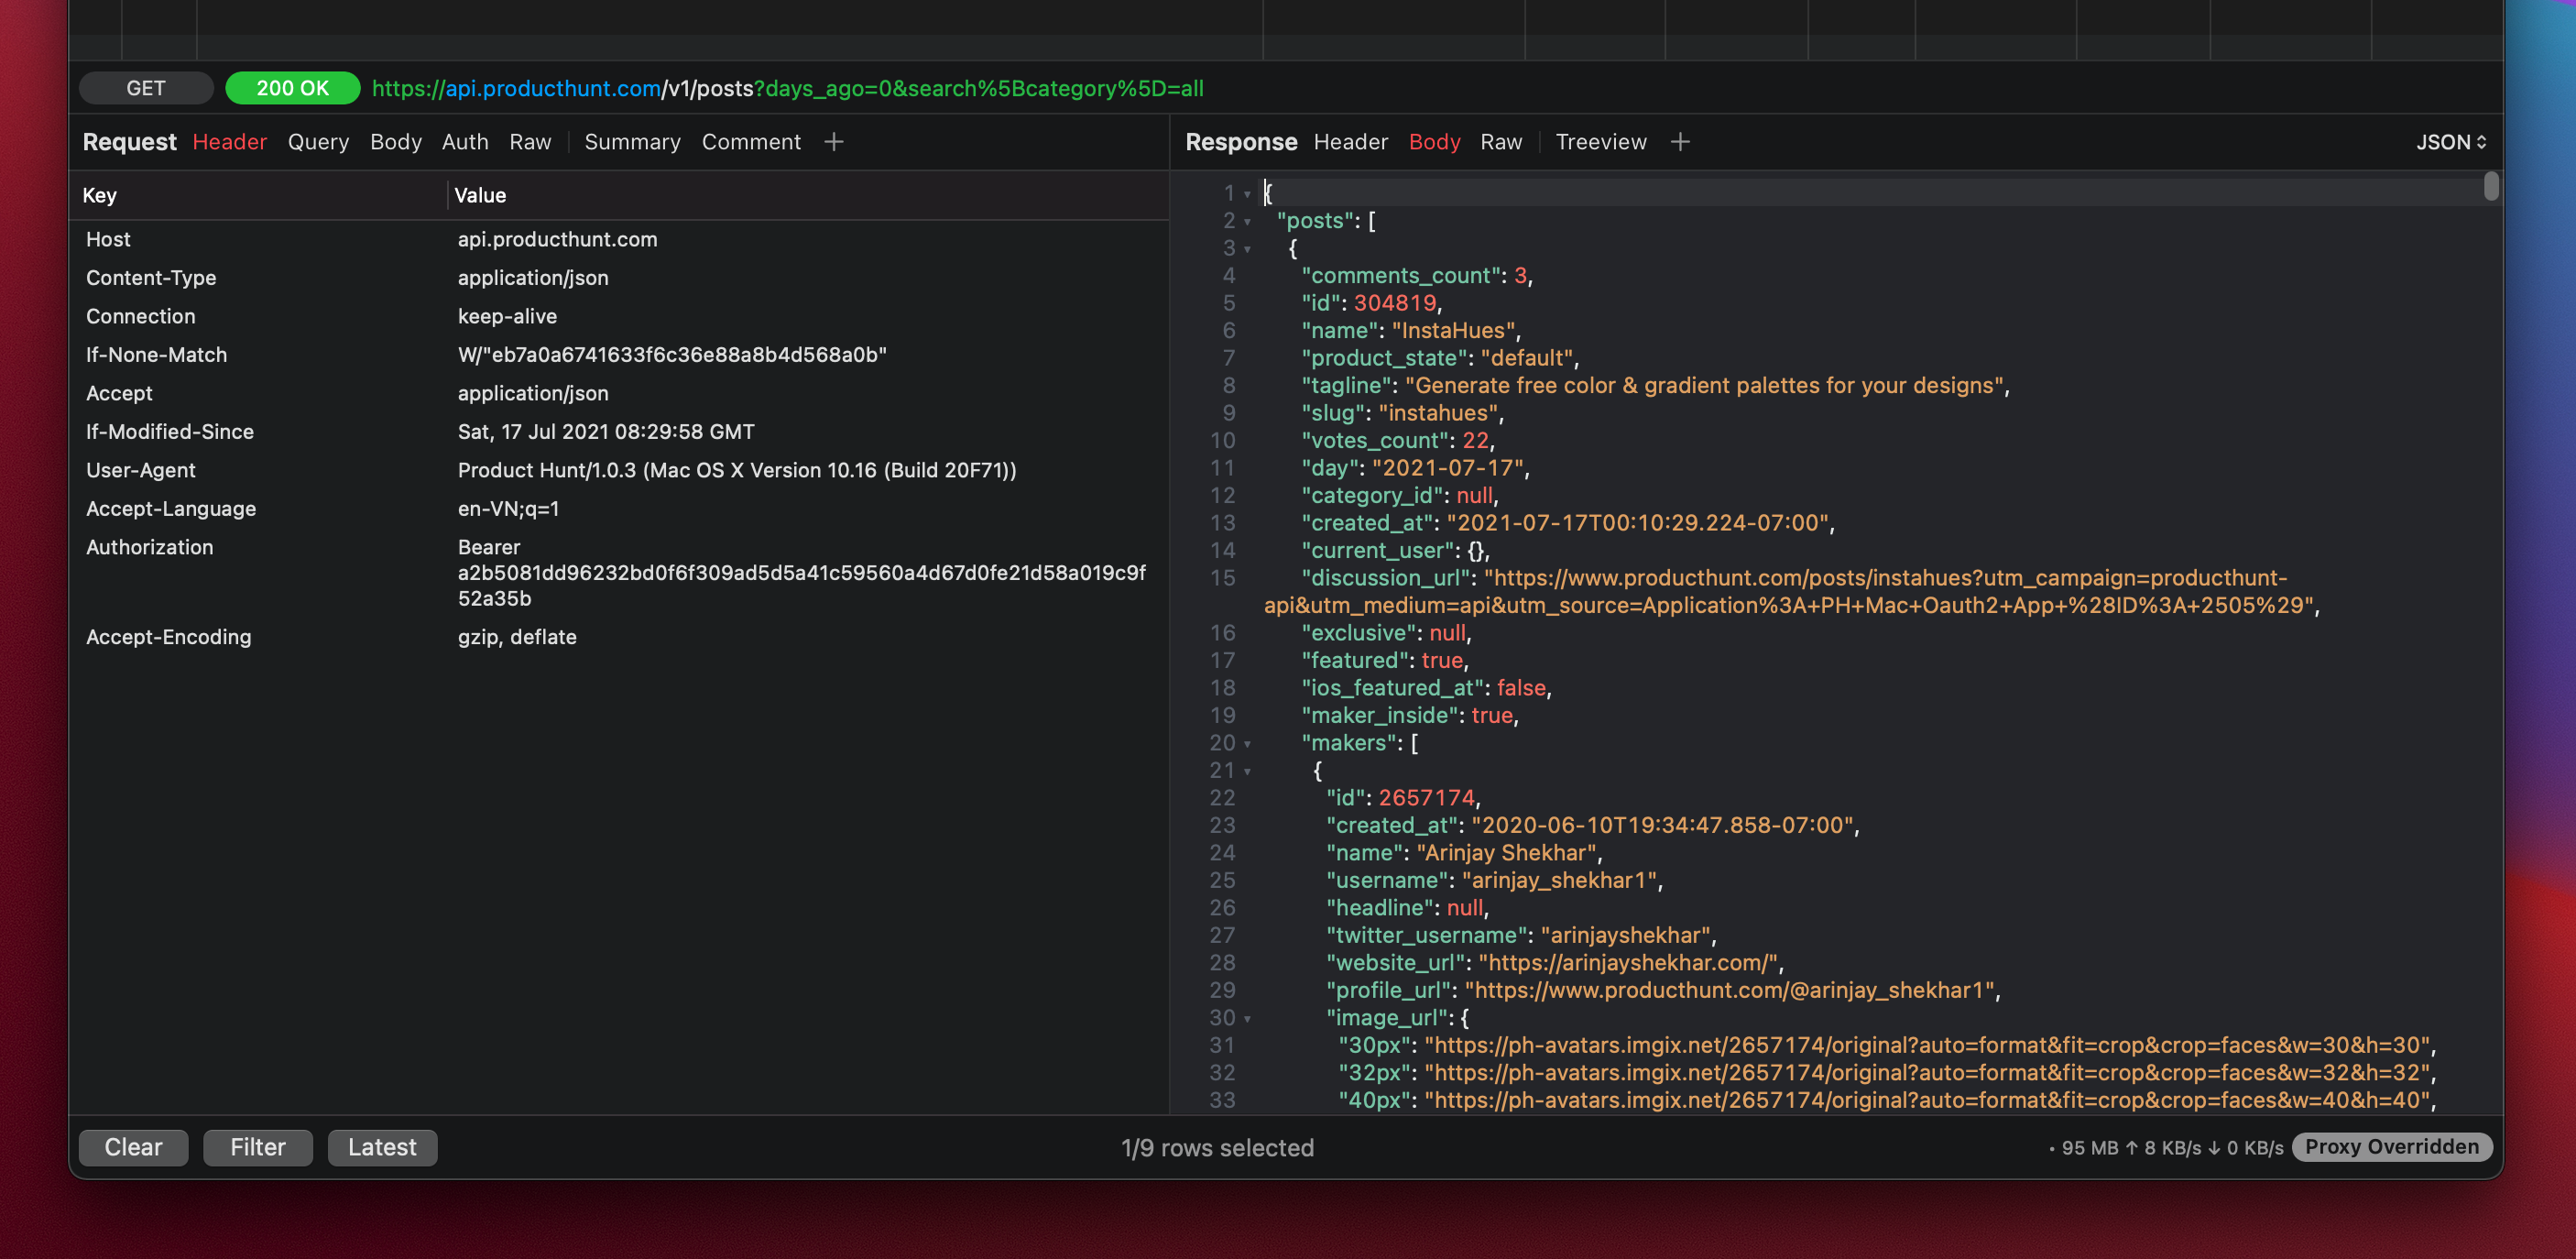 GET 200 OK https://api.producthunt.com/v1/posts?days_ago=0&search%5Bcategory%5D=all
Request Header Query Body Auth Raw Summary Comment +
Key Value
Host api.producthunt.com
Content-Type application/json
Connection keep-alive
If-None-Match W/"eb7a0a6741633f6c36e88a8b4d568a0b"
Accept application/json
If-Modified-Since Sat, 17 Jul 2021 08:29:58 GMT
User-Agent Product Hunt/1.0.3 (Mac OS X Version 10.16 (Build 20F71))
Accept-Language en-VN;q=1
Authorization Bearer
a2b5081dd96232bd0f6f309ad5d5a41c59560a4d67d0fe21d58a019c9f
52a35b
Accept-Encoding gzip, deflate
Response Header Body Raw Treeview + JSON
1 {
2 "posts": [
3 {
4 "comments_count": 3,
5 "id": 304819,
6 "name": "InstaHues",
7 "product_state": "default",
8 "tagline": "Generate free color & gradient palettes for your designs",
9 "slug": "instahues",
10 "votes_count": 22,
11 "day": "2021-07-17",
12 "category_id": null,
13 "created_at": "2021-07-17T00:10:29.224-07:00",
14 "current_user": {},
15 "discussion_url": "https://www.producthunt.com/posts/instahues?utm_campaign=producthunt-
api&utm_medium=api&utm_source=Application%3A+PH+Mac+Oauth2+App+%28ID%3A+2505%29",
16 "exclusive": null,
17 "featured": true,
18 "ios_featured_at": false,
19 "maker_inside": true,
20 "makers": [
21 {
22 "id": 2657174,
23 "created_at": "2020-06-10T19:34:47.858-07:00",
24 "name": "Arinjay Shekhar",
25 "username": "arinjay_shekhar1",
26 "headline": null,
27 "twitter_username": "arinjayshekhar",
28 "website_url": "https://arinjayshekhar.com/",
29 "profile_url": "https://www.producthunt.com/@arinjay_shekhar1",
30 "image_url": {
31 "30px": "https://ph-avatars.imgix.net/2657174/original?auto=format&fit=crop&crop=faces&w=30&h=30",
32 "32px": "https://ph-avatars.imgix.net/2657174/original?auto=format&fit=crop&crop=faces&w=32&h=32",
33 "40px": "https://ph-avatars.imgix.net/2657174/original?auto=format&fit=crop&crop=faces&w=40&h=40",
Clear Filter Latest 1/9 rows selected • 95 MB ↑ 8 KB/s ↓ 0 KB/s Proxy Overridden